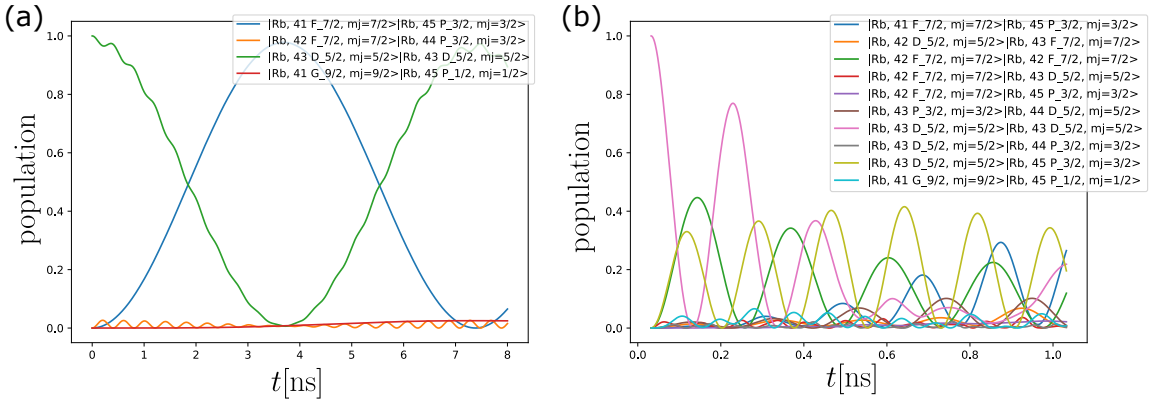 (a)
|Rb, 41 F_7/2, mj=7/2>|Rb, 45 P_3/2, mj=3/2>
|Rb, 42 F_7/2, mj=7/2>|Rb, 44 P_3/2, mj=3/2>
|Rb, 43 D_5/2, mj=5/2>|Rb, 43 D_5/2, mj=5/2>
|Rb, 41 G_9/2, mj=9/2>|Rb, 45 P_1/2, mj=1/2>
1.0
0.8
0.6
0.4
0.2
0.0
population
0 1 2 3 4 5 6 7 8
t[ns]
(b)
|Rb, 41 F_7/2, mj=7/2>|Rb, 45 P_3/2, mj=3/2>
|Rb, 42 D_5/2, mj=5/2>|Rb, 43 F_7/2, mj=7/2>
|Rb, 42 F_7/2, mj=7/2>|Rb, 42 F_7/2, mj=7/2>
|Rb, 42 F_7/2, mj=7/2>|Rb, 43 D_5/2, mj=5/2>
|Rb, 42 F_7/2, mj=7/2>|Rb, 45 P_3/2, mj=3/2>
|Rb, 43 P_3/2, mj=3/2>|Rb, 44 D_5/2, mj=5/2>
|Rb, 43 D_5/2, mj=5/2>|Rb, 43 D_5/2, mj=5/2>
|Rb, 43 D_5/2, mj=5/2>|Rb, 44 P_3/2, mj=3/2>
|Rb, 43 D_5/2, mj=5/2>|Rb, 45 P_3/2, mj=3/2>
|Rb, 41 G_9/2, mj=9/2>|Rb, 45 P_1/2, mj=1/2>
1.0
0.8
0.6
0.4
0.2
0.0
population
0.0 0.2 0.4 0.6 0.8 1.0
t[ns]